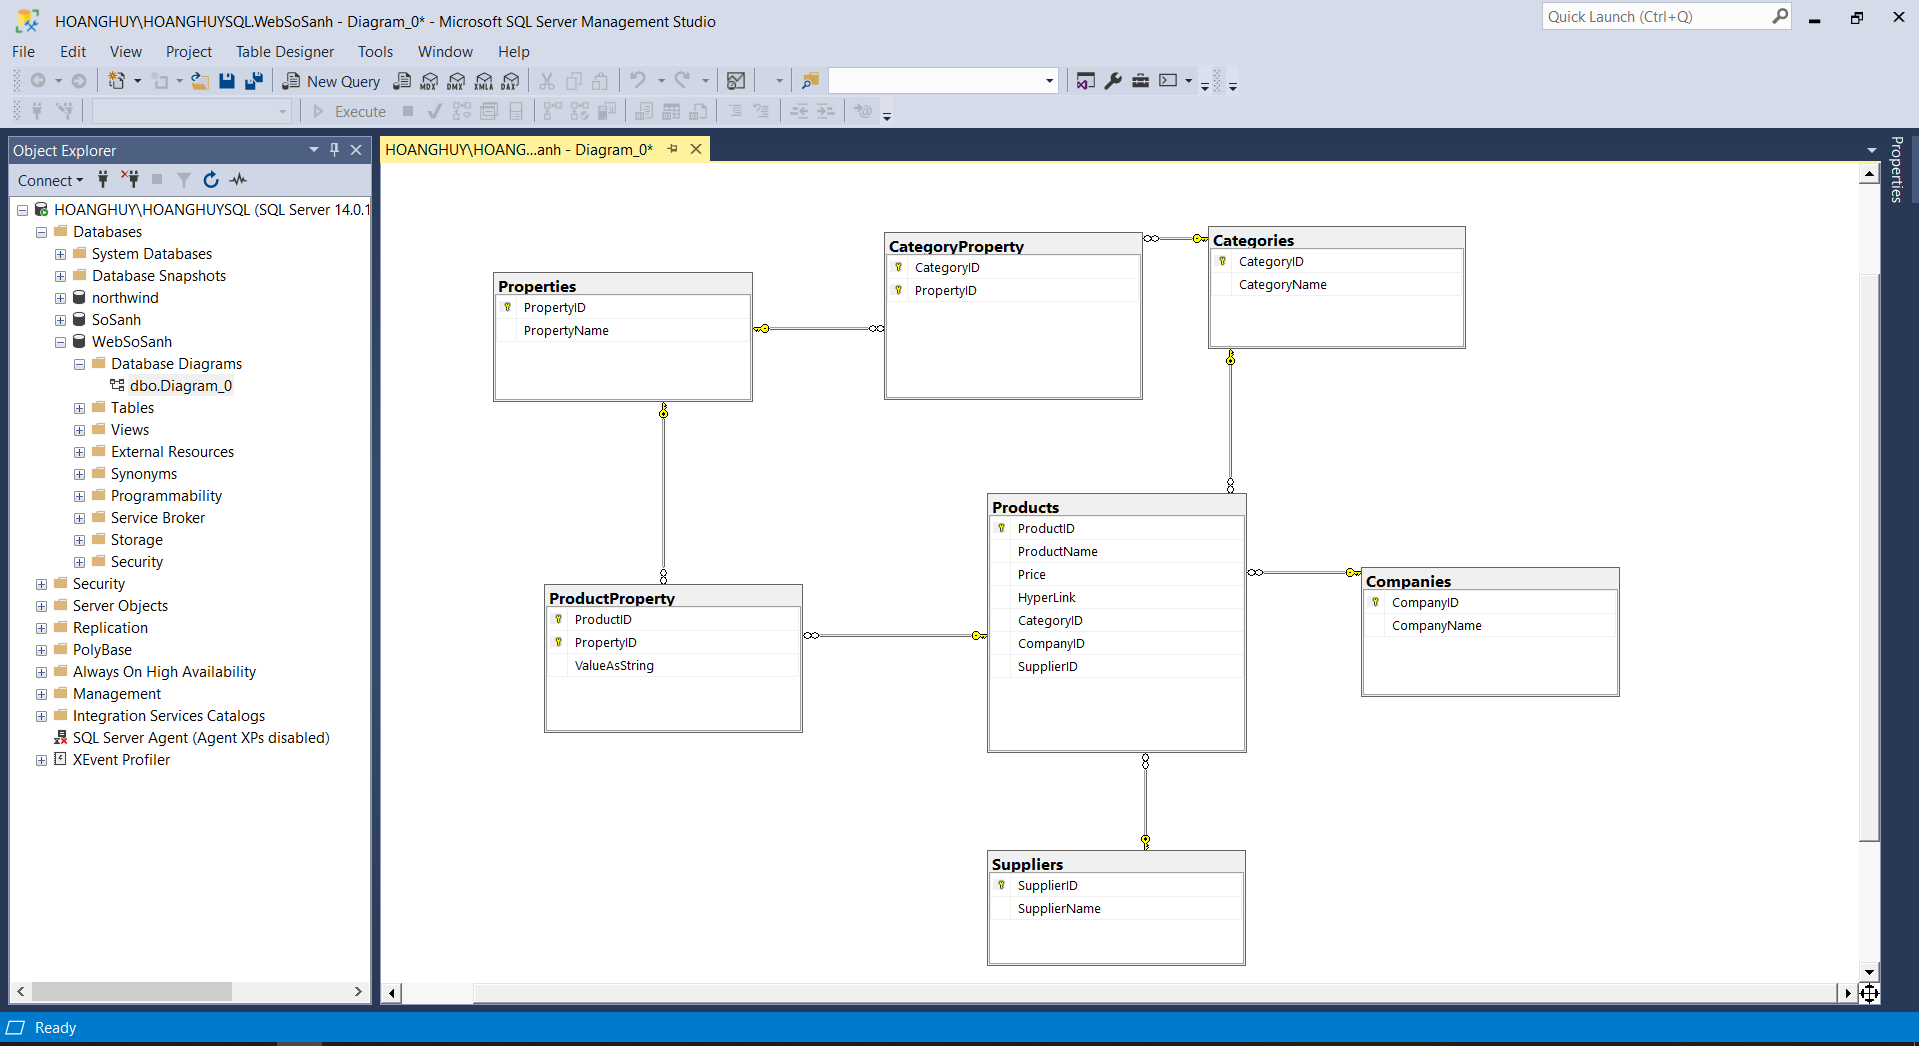 HOANGHUY\HOANGHUYSQL.WebSoSanh - Diagram_0* - Microsoft SQL Server Management Studio
Quick Launch (Ctrl+Q)
File Edit View Project Table Designer Tools Window Help
New Query MDX DMX XMLA DAX
Execute
Object Explorer
HOANGHUY\HOANG...anh - Diagram_0*
Properties
Connect
HOANGHUY\HOANGHUYSQL (SQL Server 14.0.1
Databases
System Databases
Database Snapshots
northwind
SoSanh
WebSoSanh
Database Diagrams
dbo.Diagram_0
Tables
Views
External Resources
Synonyms
Programmability
Service Broker
Storage
Security
Security
Server Objects
Replication
PolyBase
Always On High Availability
Management
Integration Services Catalogs
SQL Server Agent (Agent XPs disabled)
XEvent Profiler
Properties
PropertyID
PropertyName
CategoryProperty
CategoryID
PropertyID
Categories
CategoryID
CategoryName
ProductProperty
ProductID
PropertyID
ValueAsString
Products
ProductID
ProductName
Price
HyperLink
CategoryID
CompanyID
SupplierID
Companies
CompanyID
CompanyName
Suppliers
SupplierID
SupplierName
Ready